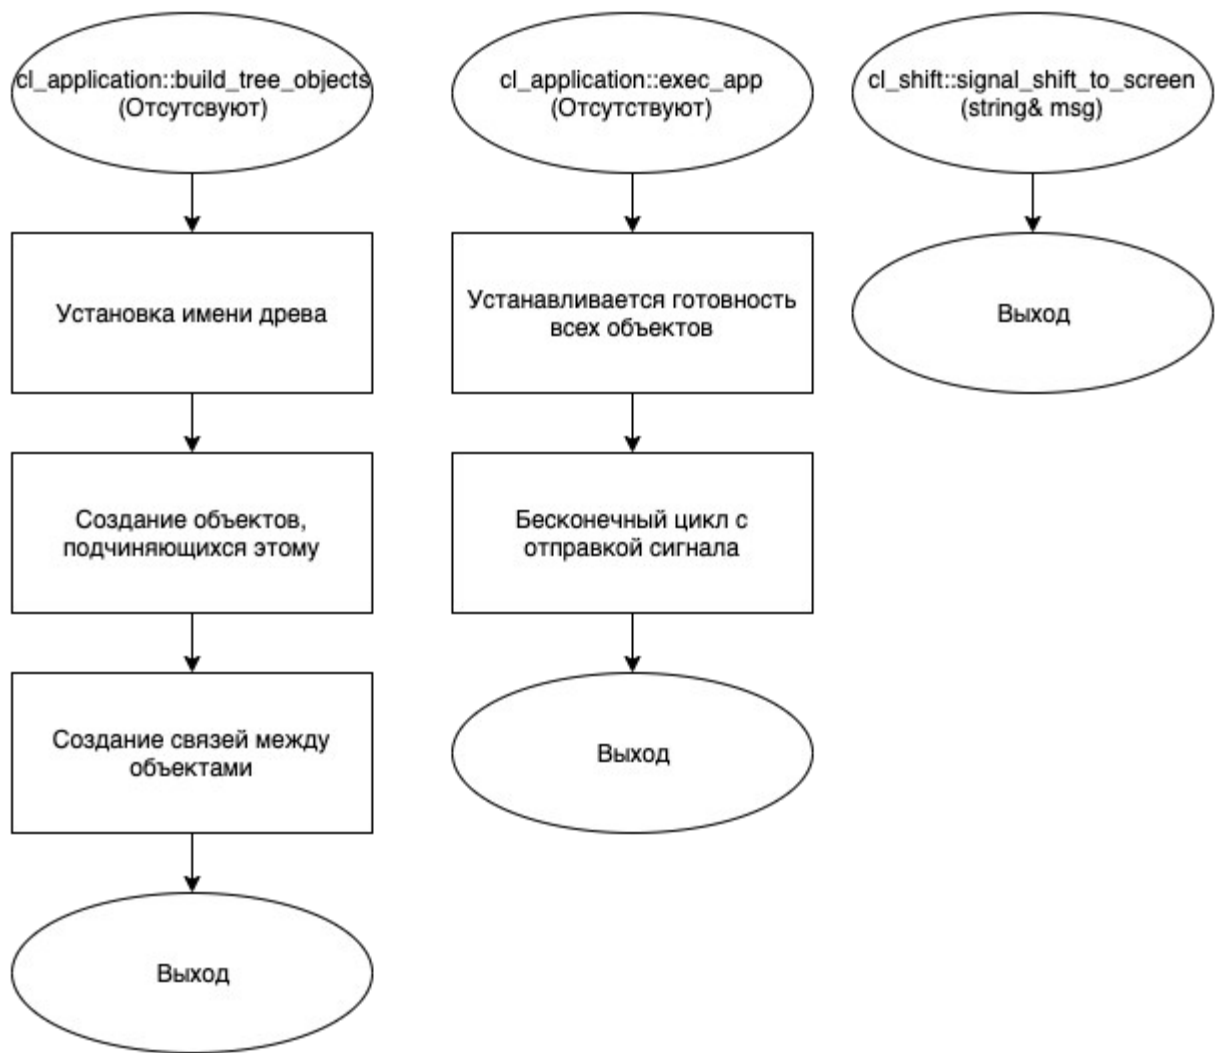 cl_application::build_tree_objects
(Отсутсвуют)
Установка имени древа
Создание объектов,
подчиняющихся этому
Создание связей между
объектами
Выход
cl_application::exec_app
(Отсутствуют)
Устанавливается готовность
всех объектов
Бесконечный цикл с
отправкой сигнала
Выход
cl_shift::signal_shift_to_screen
(string& msg)
Выход